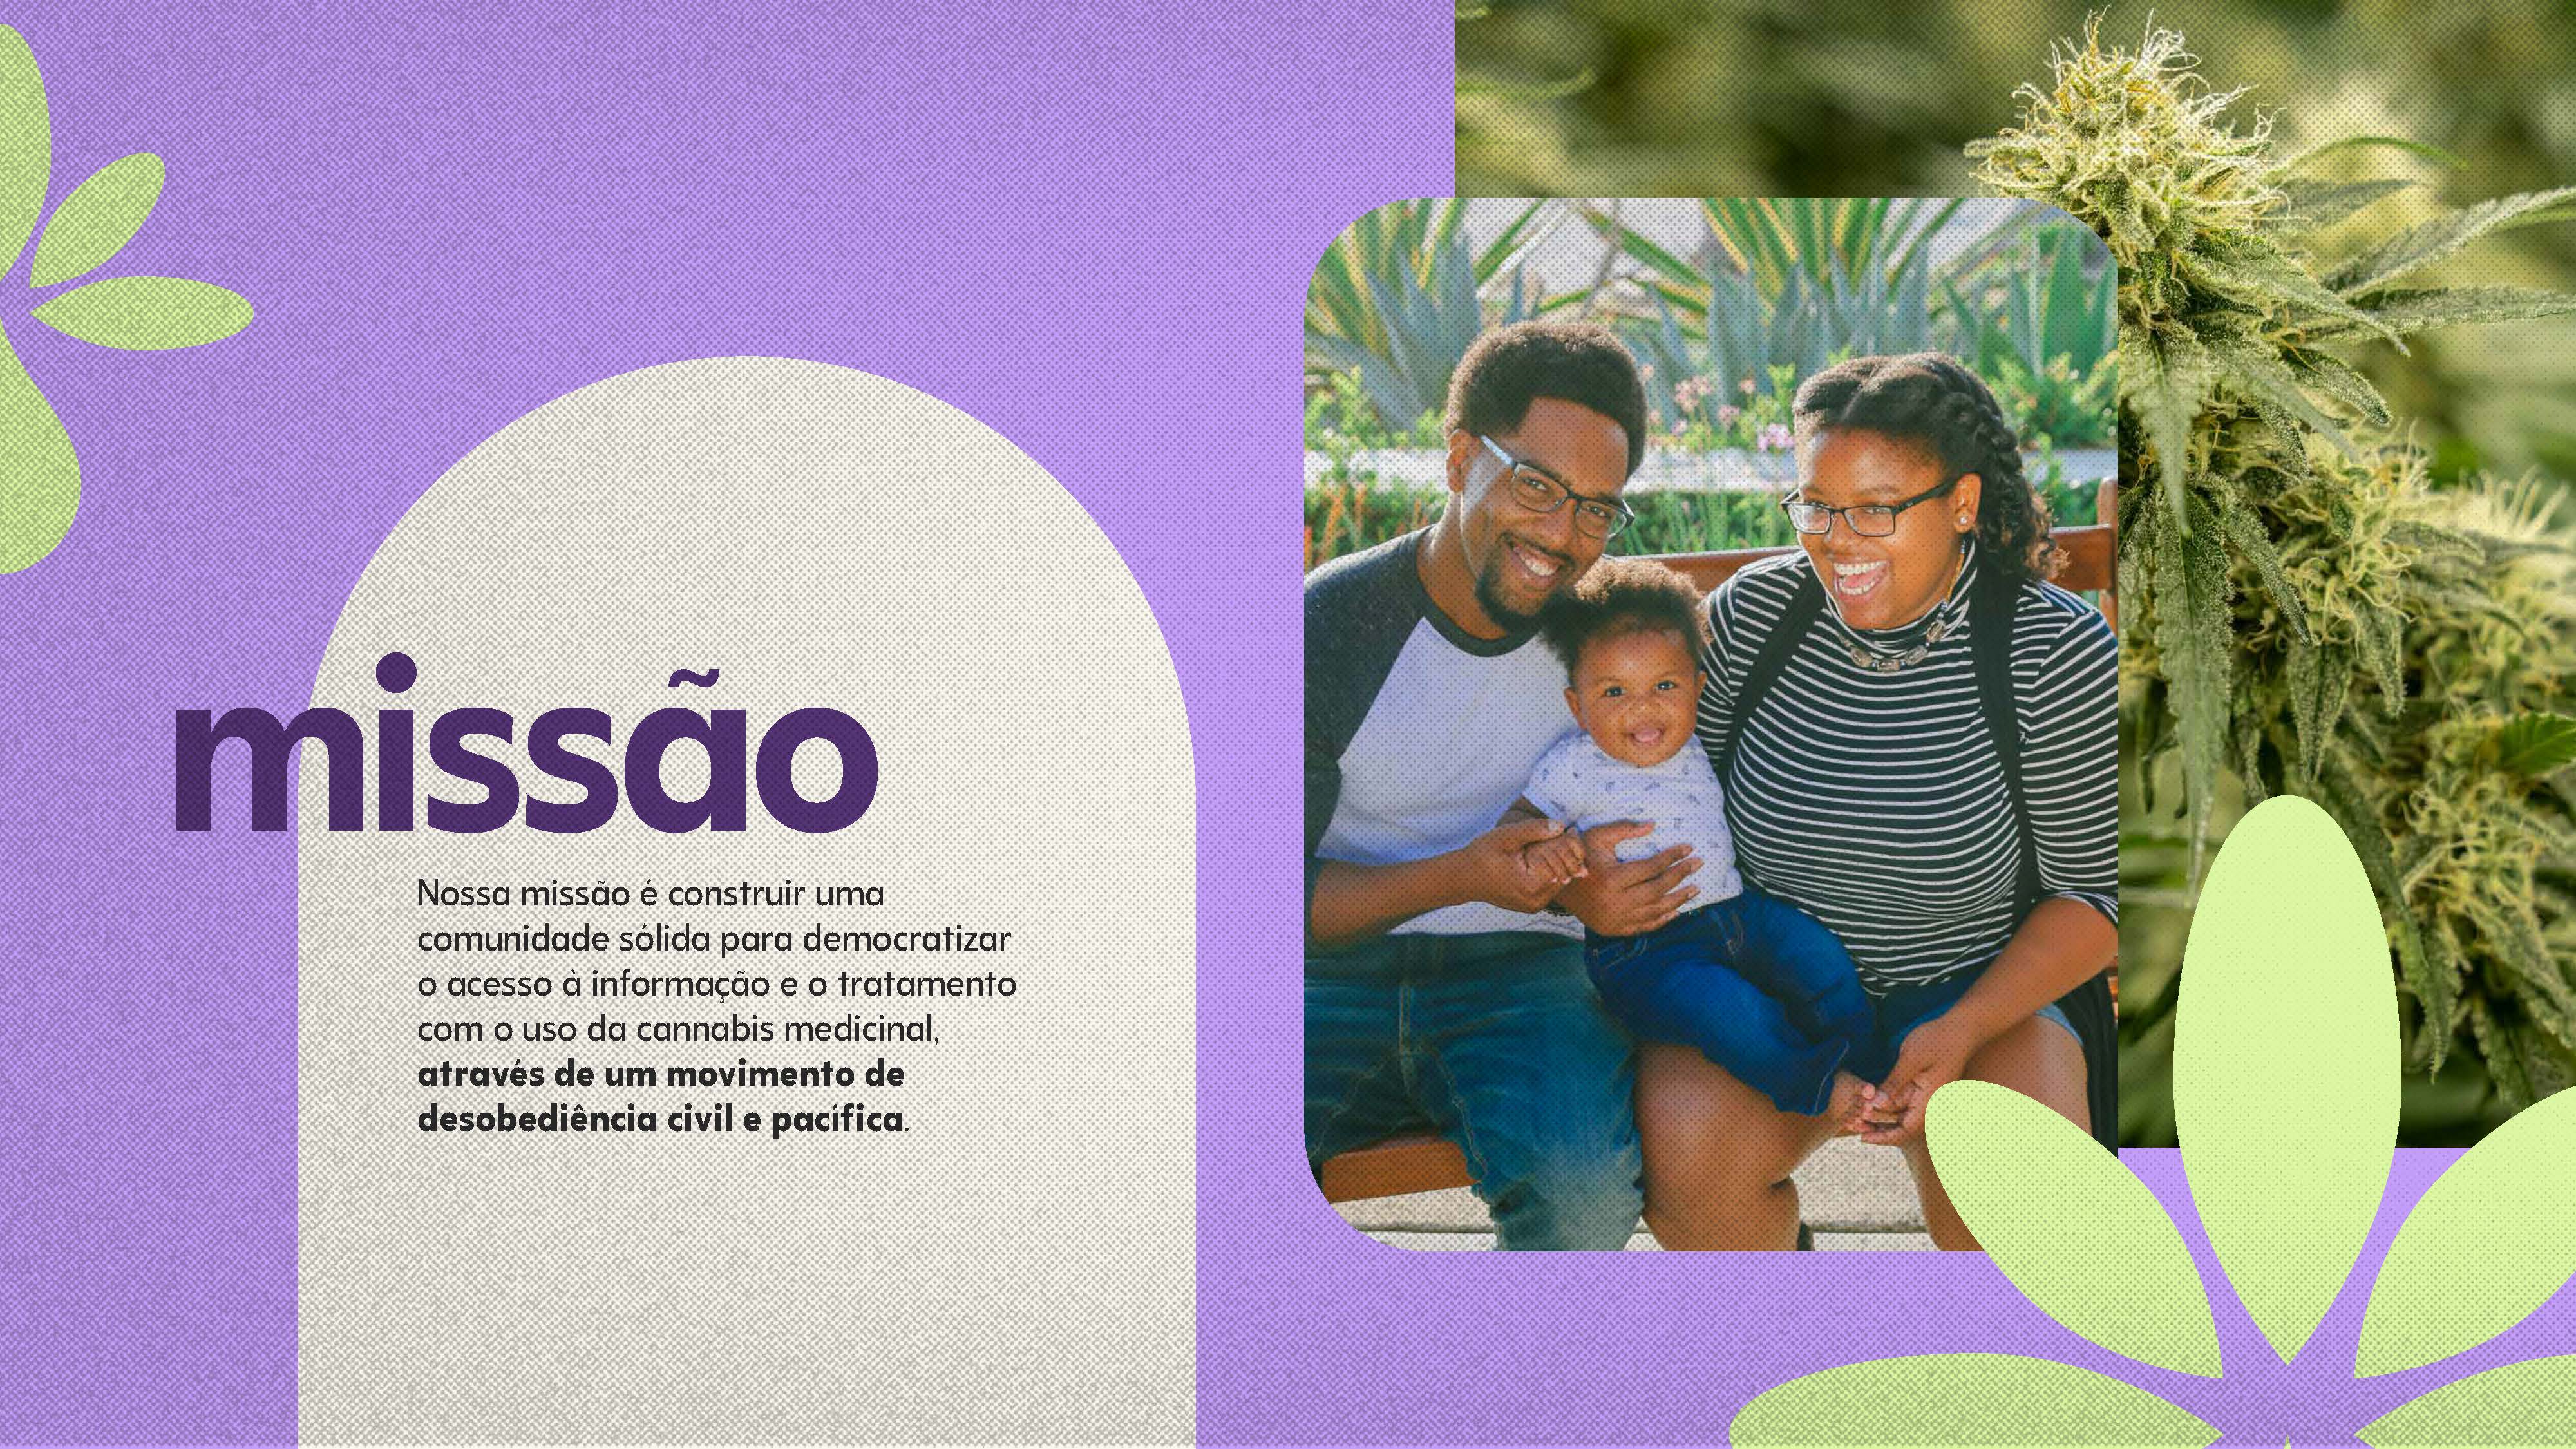 missão
Nossa missão é construir uma
comunidade sólida para democratizar
o acesso à informação e o tratamento
com o uso da cannabis medicinal,
através de um movimento de
desobediência civil e pacífica.